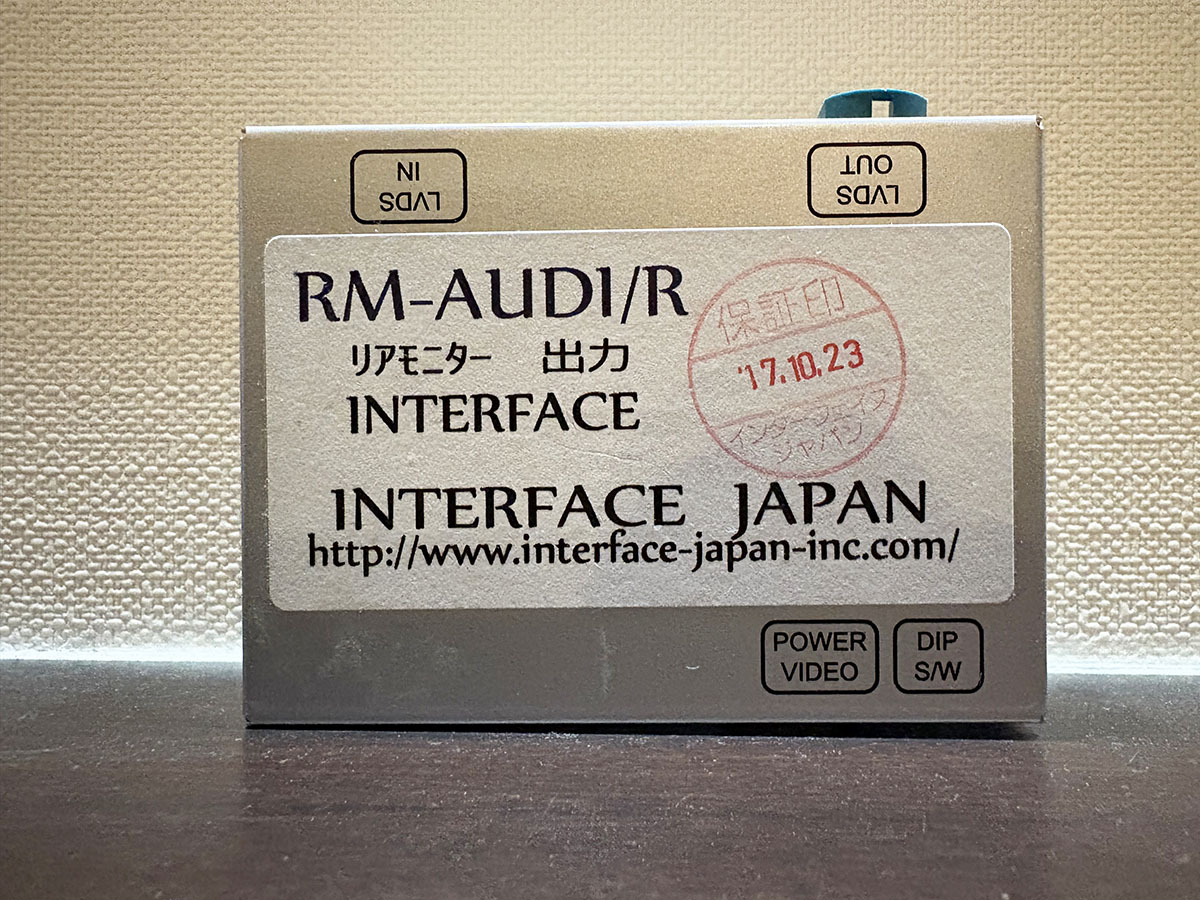 LVDS
IN
LVDS
OUT
RM-AUDI/R
リアモニター 出力
INTERFACE
保証印
'17.10.23
インターフェイス
ジャパン
INTERFACE JAPAN
http://www.interface-japan-inc.com/
POWER
VIDEO
DIP
S/W